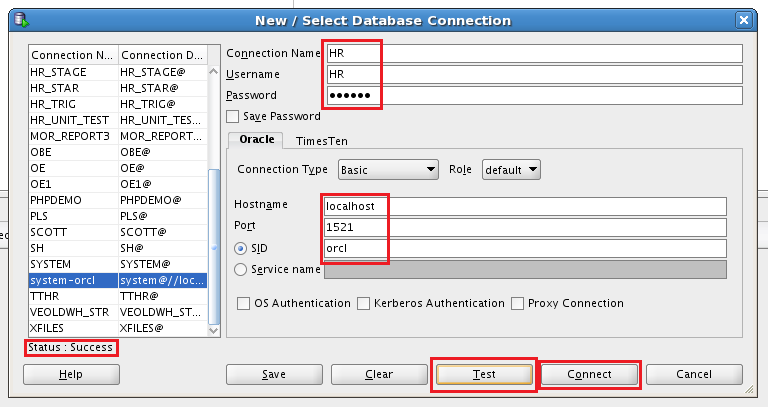 New / Select Database Connection
Connection N... Connection D...
HR_STAGE HR_STAGE@
HR_STAR HR_STAR@
HR_TRIG HR_TRIG@
HR_UNIT_TEST HR_UNIT_TES...
MOR_REPORT3 MOR_REPORT...
OBE OBE@
OE OE@
OE1 OE1@
PHPDEMO PHPDEMO@
PLS PLS@
SCOTT SCOTT@
SH SH@
SYSTEM SYSTEM@
system-orcl system@//loc...
TTHR TTHR@
VEOLDWH_STR VEOLDWH_ST...
XFILES XFILES@
Status : Success
Connection Name HR
Username HR
Password ●●●●●●
Save Password
Oracle TimesTen
Connection Type Basic Role default
Hostname localhost
Port 1521
SID orcl
Service name
OS Authentication Kerberos Authentication Proxy Connection
Help Save Clear Test Connect Cancel